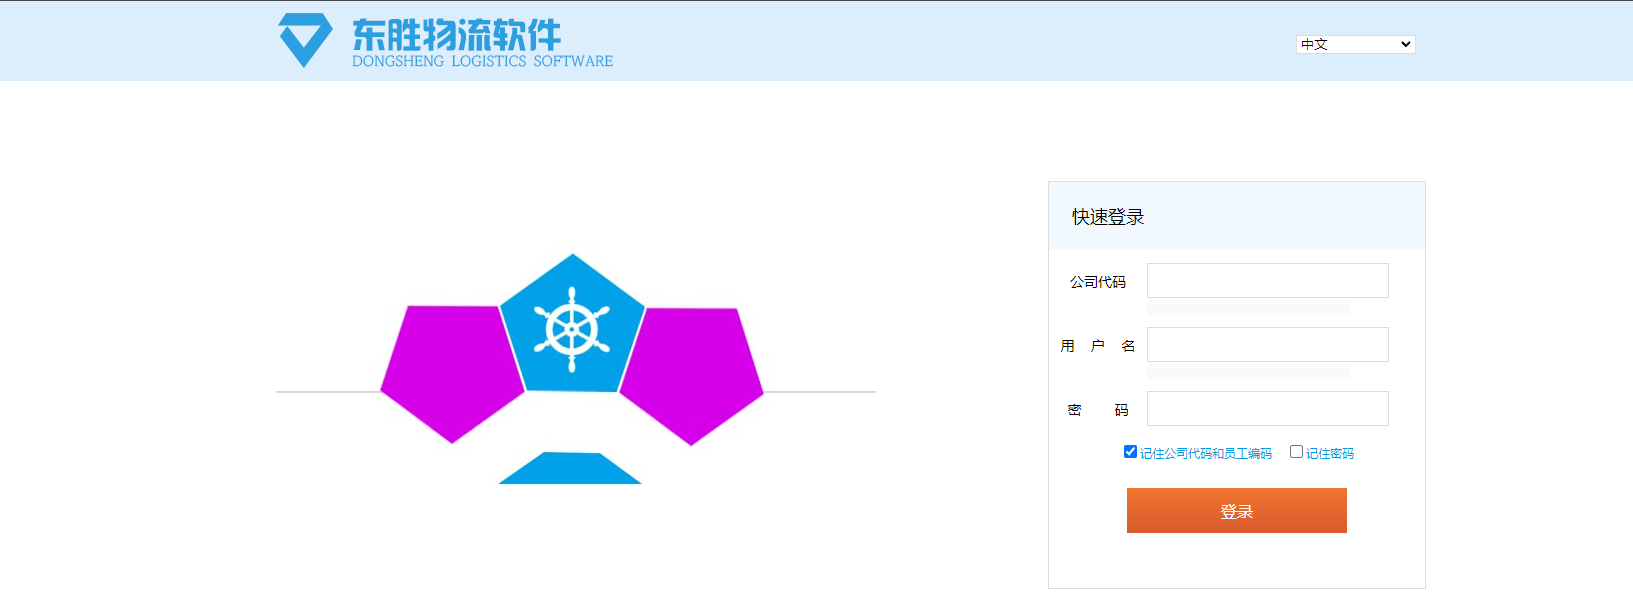 东胜物流软件
DONGSHENG LOGISTICS SOFTWARE
中文
快速登录
公司代码
用 户 名
密 码
记住公司代码和员工编码 记住密码
登录